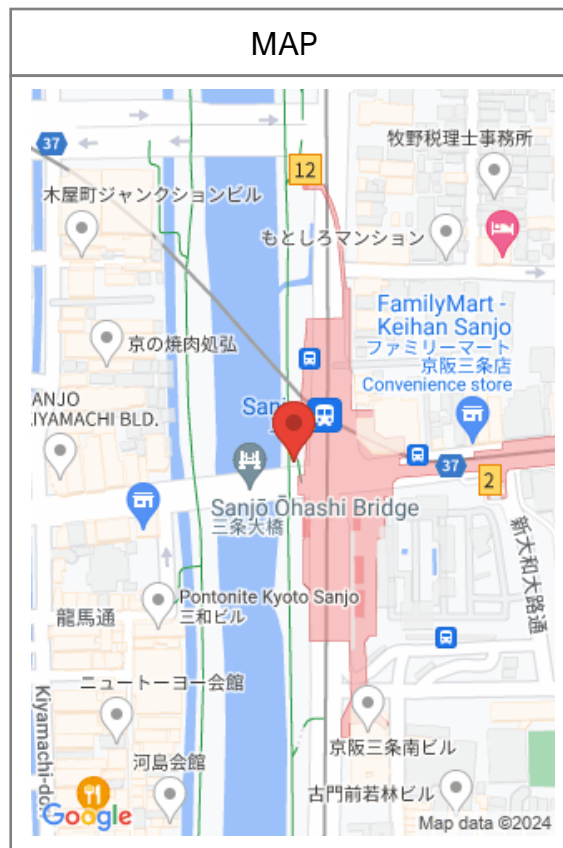 MAP
37
12
牧野税理士事務所
木屋町ジャンクションビル
もとしろマンション
FamilyMart -
Keihan Sanjo
ファミリーマート
京阪三条店
Convenience store
京の焼肉処弘
ANJO
IYAMACHI BLD.
Sanj
37
2
Sanjō Ōhashi Bridge
三条大橋
新大和大路通
Pontonite Kyoto Sanjo
三和ビル
龍馬通
ニュートーヨー会館
Kiyamachi-do
京阪三条南ビル
河島会館
古門前若林ビル
Google
Map data ©2024